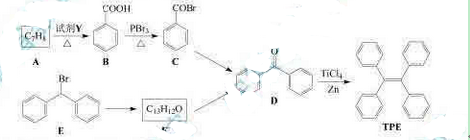 COOH
COBr
C₇H₈
试剂Y
△
PBr₃
△
A
B
C
O
TiCl₄
Zn
D
TPE
Br
C₁₃H₁₂O
E